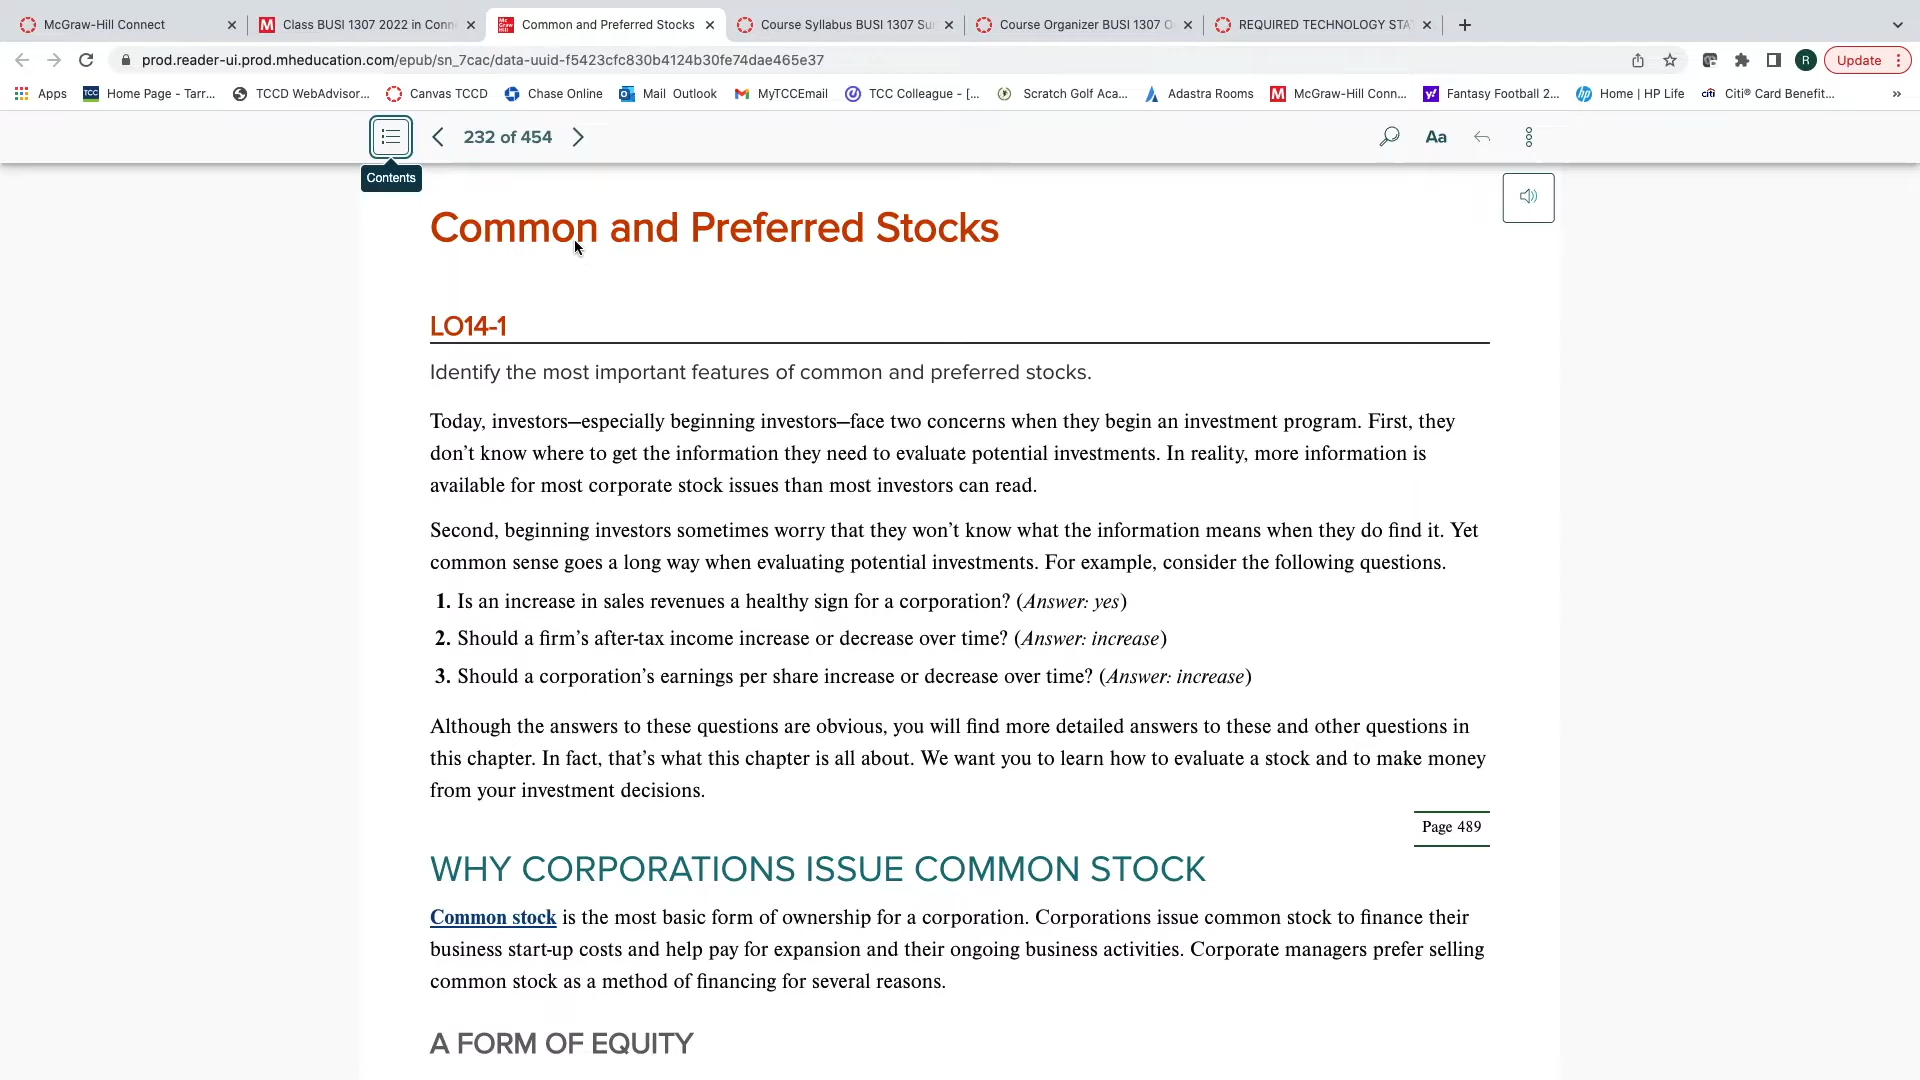 McGraw-Hill Connect
Class BUSI 1307 2022 in Conn
Common and Preferred Stocks
Course Syllabus BUSI 1307 Su
Course Organizer BUSI 1307 O
REQUIRED TECHNOLOGY STA
prod.reader-ui.prod.mheducation.com/epub/sn_7cac/data-uuid-f5423cfc830b4124b30fe74dae465e37
R
Update
Apps
TCC
Home Page - Tarr...
TCCD WebAdvisor...
Canvas TCCD
Chase Online
Mail Outlook
MyTCCEmail
TCC Colleague - [...
Scratch Golf Aca...
Adastra Rooms
McGraw-Hill Conn...
Fantasy Football 2...
Home | HP Life
citi
Citi® Card Benefit...
»
232 of 454
Aa
Contents
Common and Preferred Stocks
LO14-1
Identify the most important features of common and preferred stocks.
Today, investors—especially beginning investors—face two concerns when they begin an investment program. First, they
don’t know where to get the information they need to evaluate potential investments. In reality, more information is
available for most corporate stock issues than most investors can read.
Second, beginning investors sometimes worry that they won’t know what the information means when they do find it. Yet
common sense goes a long way when evaluating potential investments. For example, consider the following questions.
1. Is an increase in sales revenues a healthy sign for a corporation? (Answer: yes)
2. Should a firm’s after-tax income increase or decrease over time? (Answer: increase)
3. Should a corporation’s earnings per share increase or decrease over time? (Answer: increase)
Although the answers to these questions are obvious, you will find more detailed answers to these and other questions in
this chapter. In fact, that’s what this chapter is all about. We want you to learn how to evaluate a stock and to make money
from your investment decisions.
Page 489
WHY CORPORATIONS ISSUE COMMON STOCK
Common stock is the most basic form of ownership for a corporation. Corporations issue common stock to finance their
business start-up costs and help pay for expansion and their ongoing business activities. Corporate managers prefer selling
common stock as a method of financing for several reasons.
A FORM OF EQUITY